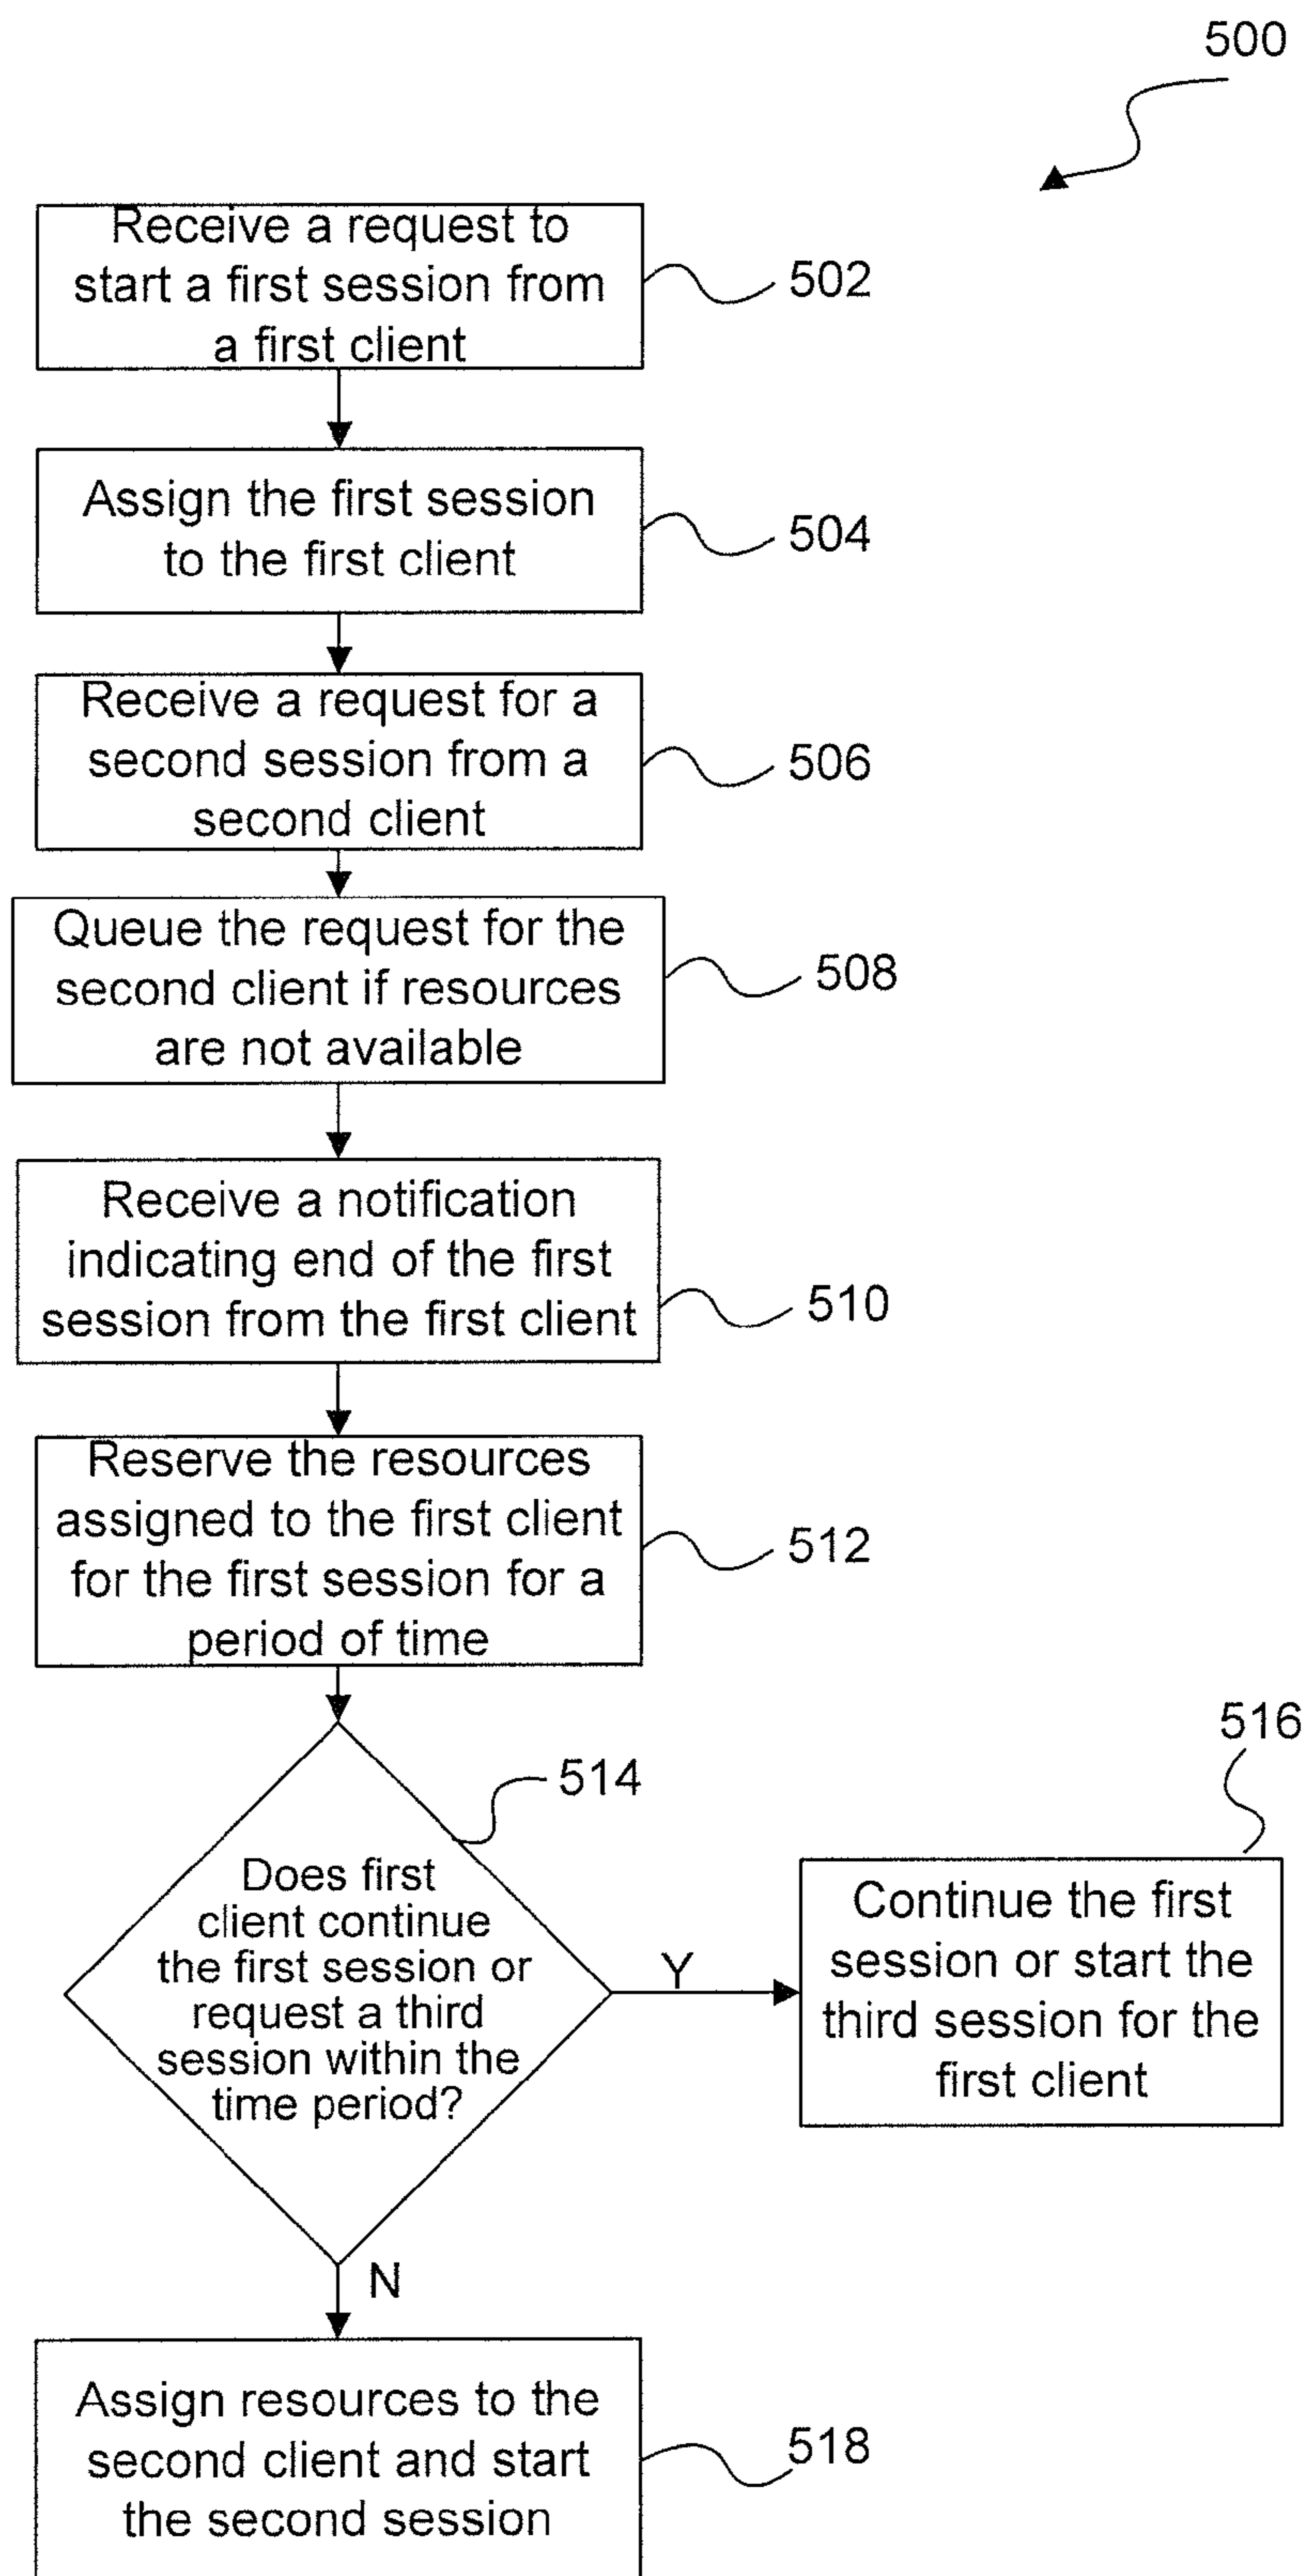 500
Receive a request to
start a first session from
a first client
502
Assign the first session
to the first client
504
Receive a request for a
second session from a
second client
506
Queue the request for the
second client if resources
are not available
508
Receive a notification
indicating end of the first
session from the first client
510
Reserve the resources
assigned to the first client
for the first session for a
period of time
512
514
Does first
client continue
the first session or
request a third
session within the
time period?
Y
516
Continue the first
session or start the
third session for the
first client
N
Assign resources to the
second client and start
the second session
518